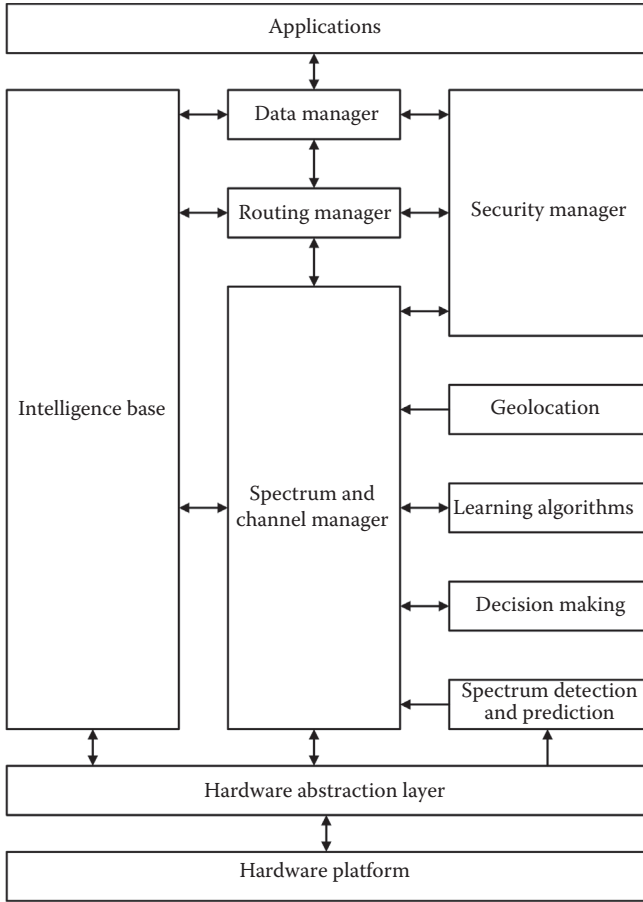 Applications
Data manager
Routing manager
Security manager
Intelligence base
Geolocation
Spectrum and
channel manager
Learning algorithms
Decision making
Spectrum detection
and prediction
Hardware abstraction layer
Hardware platform